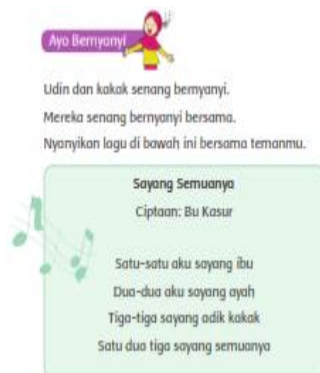 Ayo Bernyanyi
Udin dan kakak senang bernyanyi.
Mereka senang bernyanyi bersama.
Nyanyikan lagu di bawah ini bersama temanmu.
Sayang Semuanya
Ciptaan: Bu Kasur
Satu-satu aku sayang ibu
Dua-dua aku sayang ayah
Tiga-tiga sayang adik kakak
Satu dua tiga sayang semuanya